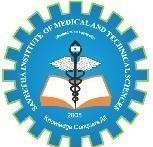 SAVEETHA INSTITUTE OF MEDICAL AND TECHNICAL SCIENCES
2005
Knowledge Conquers All